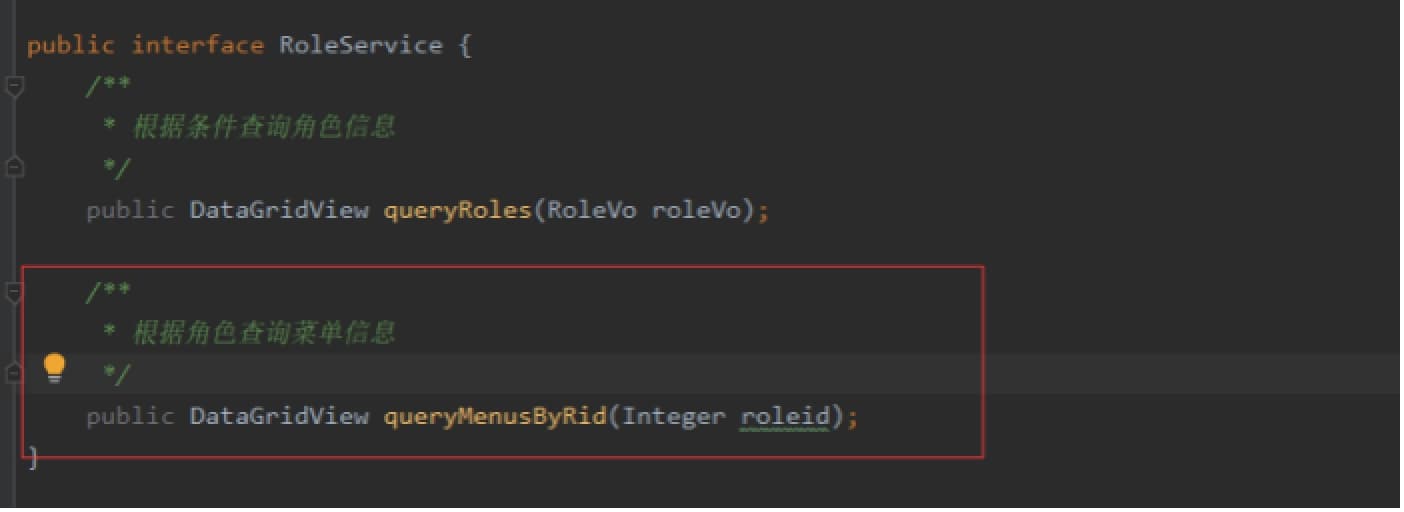 public interface RoleService {
/**
* 根据条件查询角色信息
*/
public DataGridView queryRoles(RoleVo roleVo);
/**
* 根据角色查询菜单信息
*/
public DataGridView queryMenusByRid(Integer roleid);
}